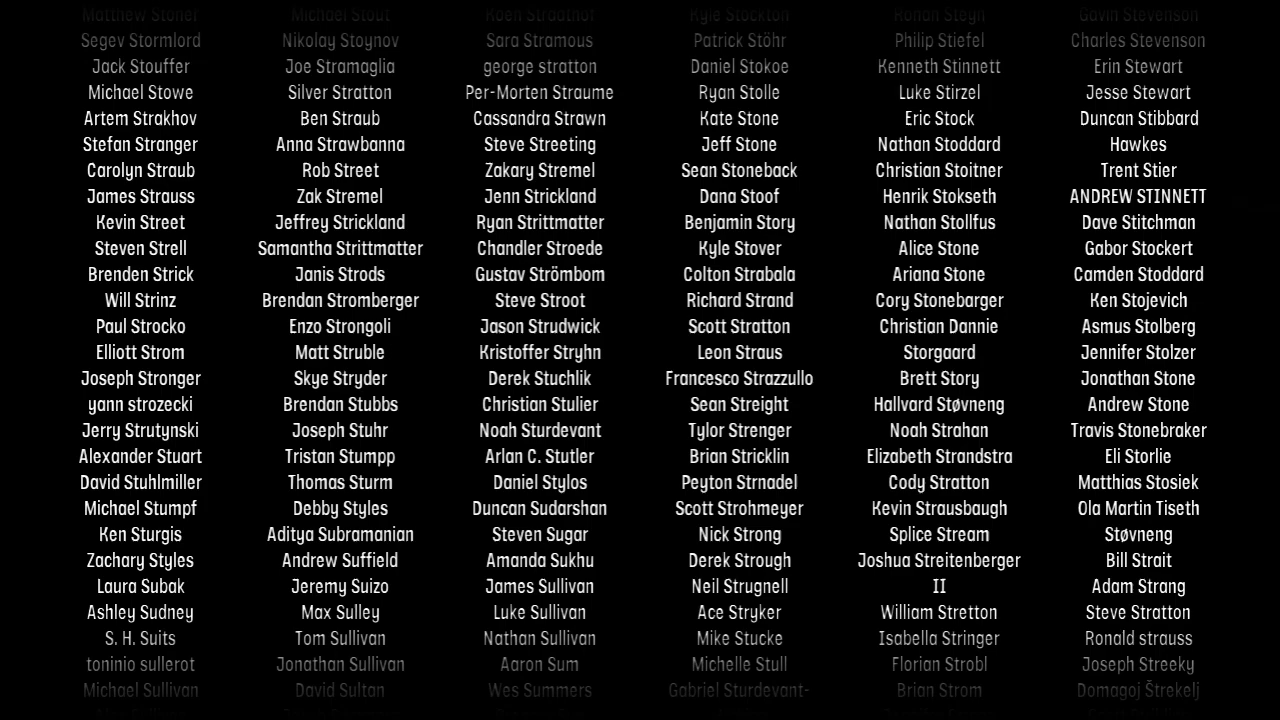 Matthew Stoner
Segev Stormlord
Jack Stouffer
Michael Stowe
Artem Strakhov
Stefan Stranger
Carolyn Straub
James Strauss
Kevin Street
Steven Strell
Brenden Strick
Will Strinz
Paul Strocko
Elliott Strom
Joseph Stronger
yann strozecki
Jerry Strutynski
Alexander Stuart
David Stuhlmiller
Michael Stumpf
Ken Sturgis
Zachary Styles
Laura Subak
Ashley Sudney
S. H. Suits
toninio sullerot
Michael Sullivan
Michael Stout
Nikolay Stoynov
Joe Stramaglia
Silver Stratton
Ben Straub
Anna Strawbanna
Rob Street
Zak Stremel
Jeffrey Strickland
Samantha Strittmatter
Janis Strods
Brendan Stromberger
Enzo Strongoli
Matt Struble
Skye Stryder
Brendan Stubbs
Joseph Stuhr
Tristan Stumpp
Thomas Sturm
Debby Styles
Aditya Subramanian
Andrew Suffield
Jeremy Suizo
Max Sulley
Tom Sullivan
Jonathan Sullivan
David Sultan
Koen Straathof
Sara Stramous
george stratton
Per-Morten Straume
Cassandra Strawn
Steve Streeting
Zakary Stremel
Jenn Strickland
Ryan Strittmatter
Chandler Stroede
Gustav Strömbom
Steve Stroot
Jason Strudwick
Kristoffer Stryhn
Derek Stuchlik
Christian Stulier
Noah Sturdevant
Arlan C. Stutler
Daniel Stylos
Duncan Sudarshan
Steven Sugar
Amanda Sukhu
James Sullivan
Luke Sullivan
Nathan Sullivan
Aaron Sum
Wes Summers
Kyle Stockton
Patrick Stöhr
Daniel Stokoe
Ryan Stolle
Kate Stone
Jeff Stone
Sean Stoneback
Dana Stoof
Benjamin Story
Kyle Stover
Colton Strabala
Richard Strand
Scott Stratton
Leon Straus
Francesco Strazzullo
Sean Streight
Tylor Strenger
Brian Stricklin
Peyton Strnadel
Scott Strohmeyer
Nick Strong
Derek Strough
Neil Strugnell
Ace Stryker
Mike Stucke
Michelle Stull
Gabriel Sturdevant-
Ronan Steyn
Philip Stiefel
Kenneth Stinnett
Luke Stirzel
Eric Stock
Nathan Stoddard
Christian Stoitner
Henrik Stokseth
Nathan Stollfus
Alice Stone
Ariana Stone
Cory Stonebarger
Christian Dannie
Storgaard
Brett Story
Hallvard Støvneng
Noah Strahan
Elizabeth Strandstra
Cody Stratton
Kevin Strausbaugh
Splice Stream
Joshua Streitenberger
II
William Stretton
Isabella Stringer
Florian Strobl
Brian Strom
Gavin Stevenson
Charles Stevenson
Erin Stewart
Jesse Stewart
Duncan Stibbard
Hawkes
Trent Stier
ANDREW STINNETT
Dave Stitchman
Gabor Stockert
Camden Stoddard
Ken Stojevich
Asmus Stolberg
Jennifer Stolzer
Jonathan Stone
Andrew Stone
Travis Stonebraker
Eli Storlie
Matthias Stosiek
Ola Martin Tiseth
Støvneng
Bill Strait
Adam Strang
Steve Stratton
Ronald strauss
Joseph Streeky
Domagoj Štrekelj